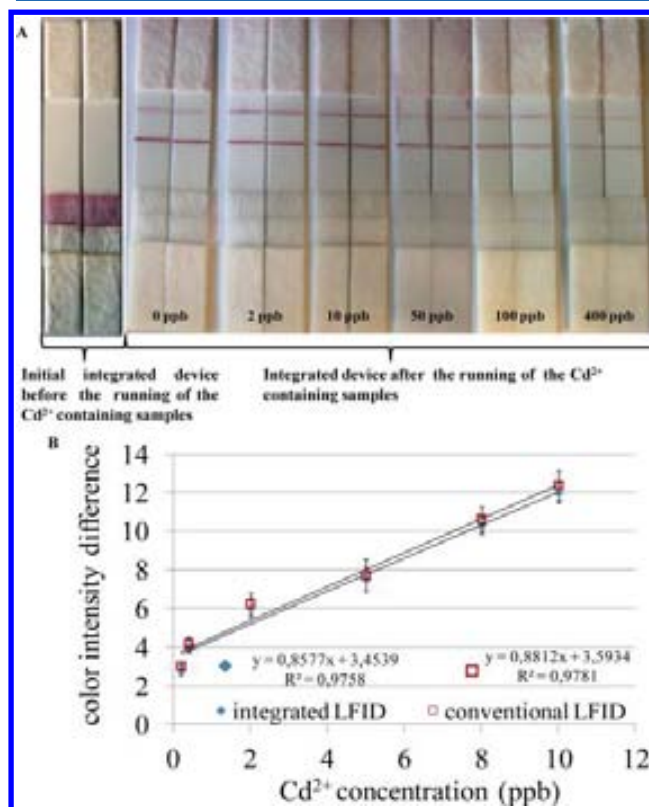 A
0 ppb 2 ppb 10 ppb 50 ppb 100 ppb 400 ppb
Initial integrated device
before the running of the
Cd²⁺ containing samples
Integrated device after the running of the Cd²⁺
containing samples
B
14
12
10
8
6
4
2
0
color intensity difference
y = 0,8577x + 3,4539
R² = 0,9758
y = 0,8812x + 3,5934
R² = 0,9781
integrated LFID
conventional LFID
0 2 4 6 8 10 12
Cd²⁺ concentration (ppb)